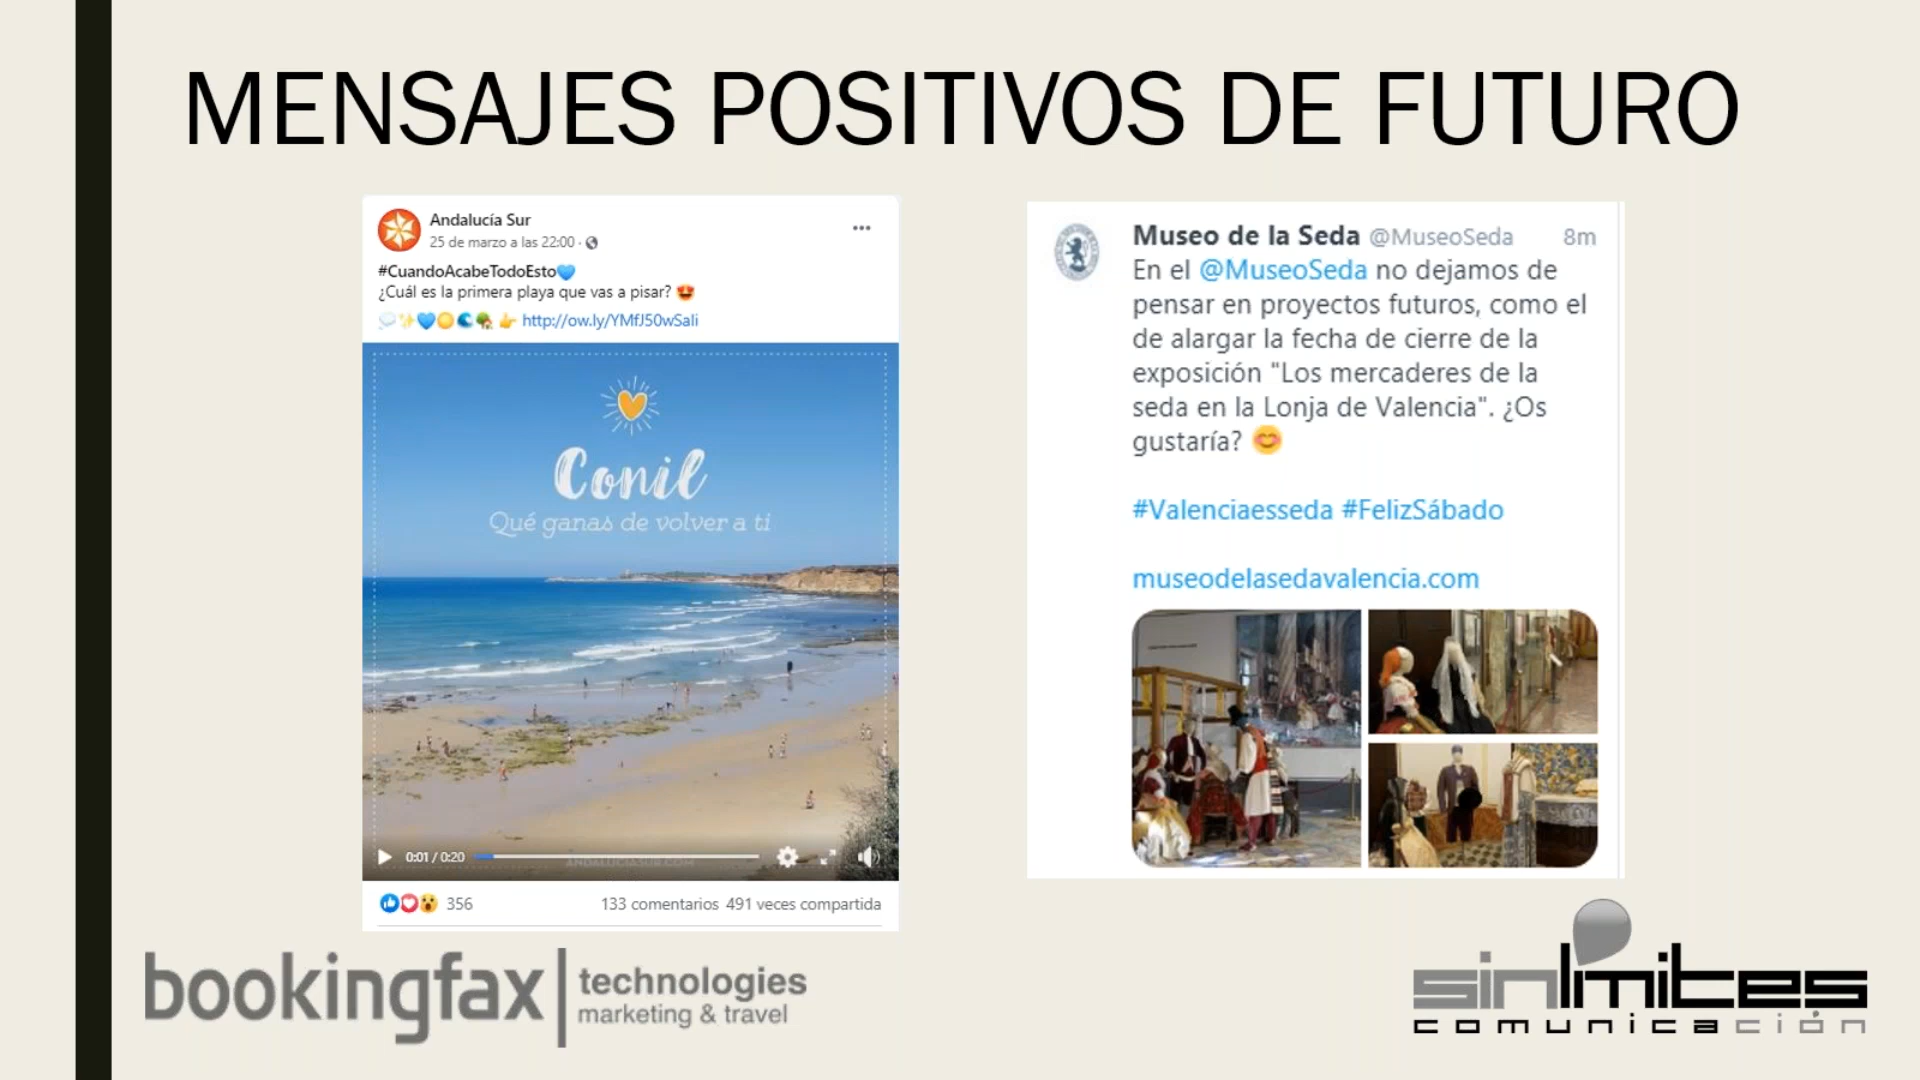 MENSAJES POSITIVOS DE FUTURO
Andalucía Sur
25 de marzo a las 22:00 ·
#CuandoAcabeTodoEsto💙
¿Cuál es la primera playa que vas a pisar? 😍
http://ow.ly/YMfJ50wSali
Conil
Qué ganas de volver a ti
0:01 / 0:20
ANDALUCIASUR.COM
356
133 comentarios 491 veces compartida
Museo de la Seda @MuseoSeda 8m
En el @MuseoSeda no dejamos de
pensar en proyectos futuros, como el
de alargar la fecha de cierre de la
exposición "Los mercaderes de la
seda en la Lonja de Valencia". ¿Os
gustaría? 😊
#Valenciaesseda #FelizSábado
museodelasedavalencia.com
bookingfax
technologies
marketing & travel
sinlimites
comunicación